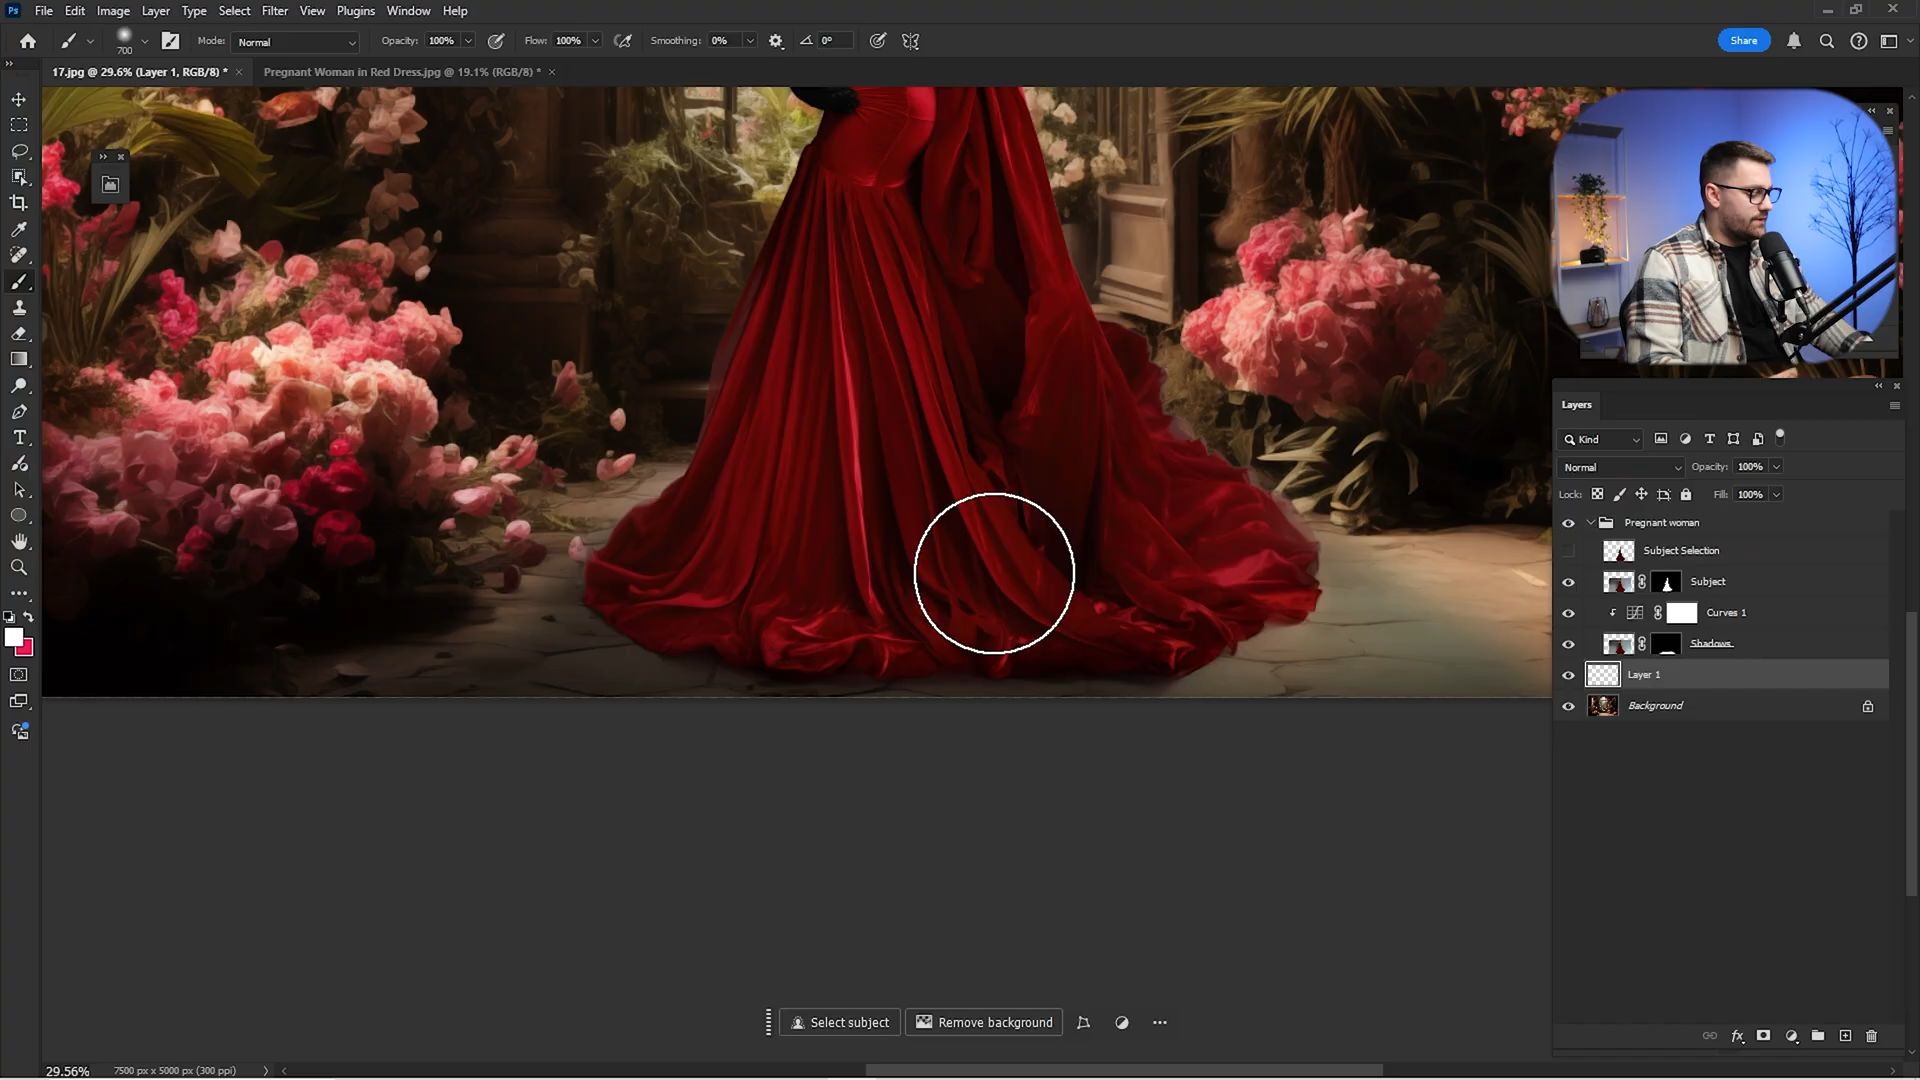 Ps File Edit Image Layer Type Select Filter View Plugins Window Help
700 Mode: Normal Opacity: 100% Flow: 100% Smoothing: 0% 0° Share
17.jpg @ 29.6% (Layer 1, RGB/8) * Pregnant Woman in Red Dress.jpg @ 19.1% (RGB/8) *
Layers
Kind
Normal Opacity: 100%
Lock: Fill: 100%
Pregnant woman
Subject Selection
Subject
Curves 1
Shadows
Layer 1
Background
Select subject Remove background
29.56% 7500 px x 5000 px (300 ppi)